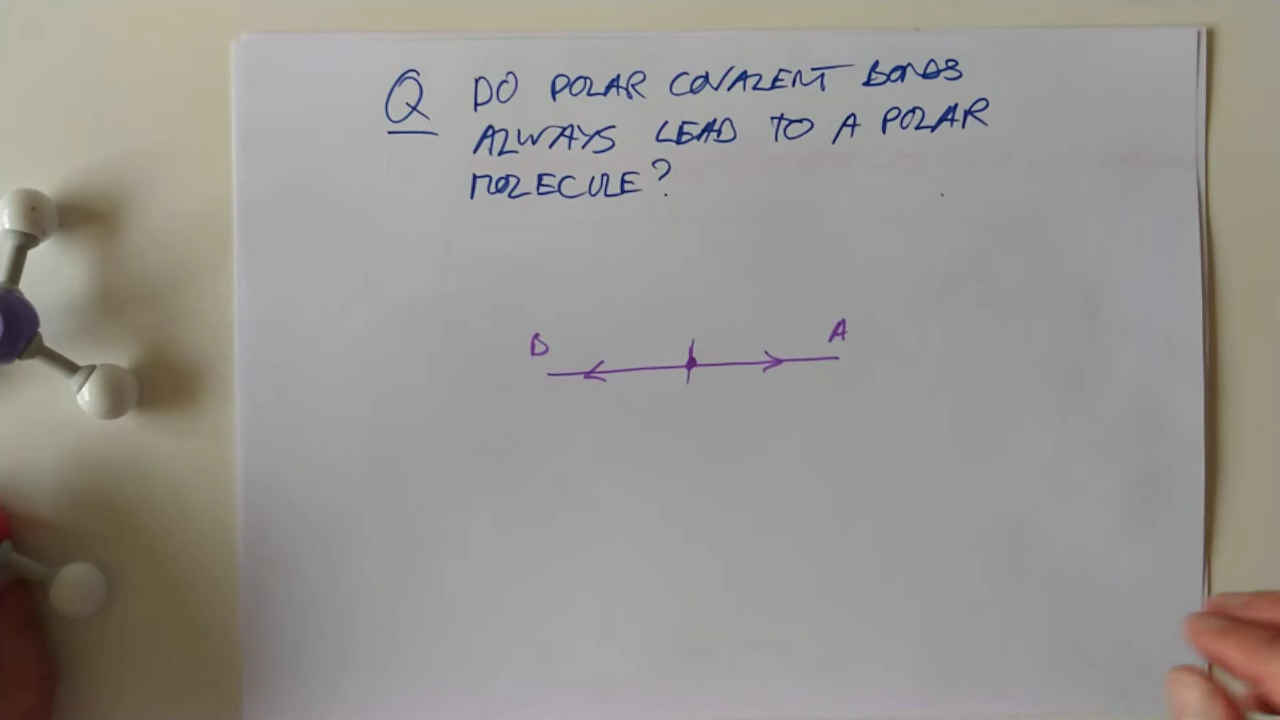 Q DO POLAR COVALENT BONDS
ALWAYS LEAD TO A POLAR
MOLECULE?
B A